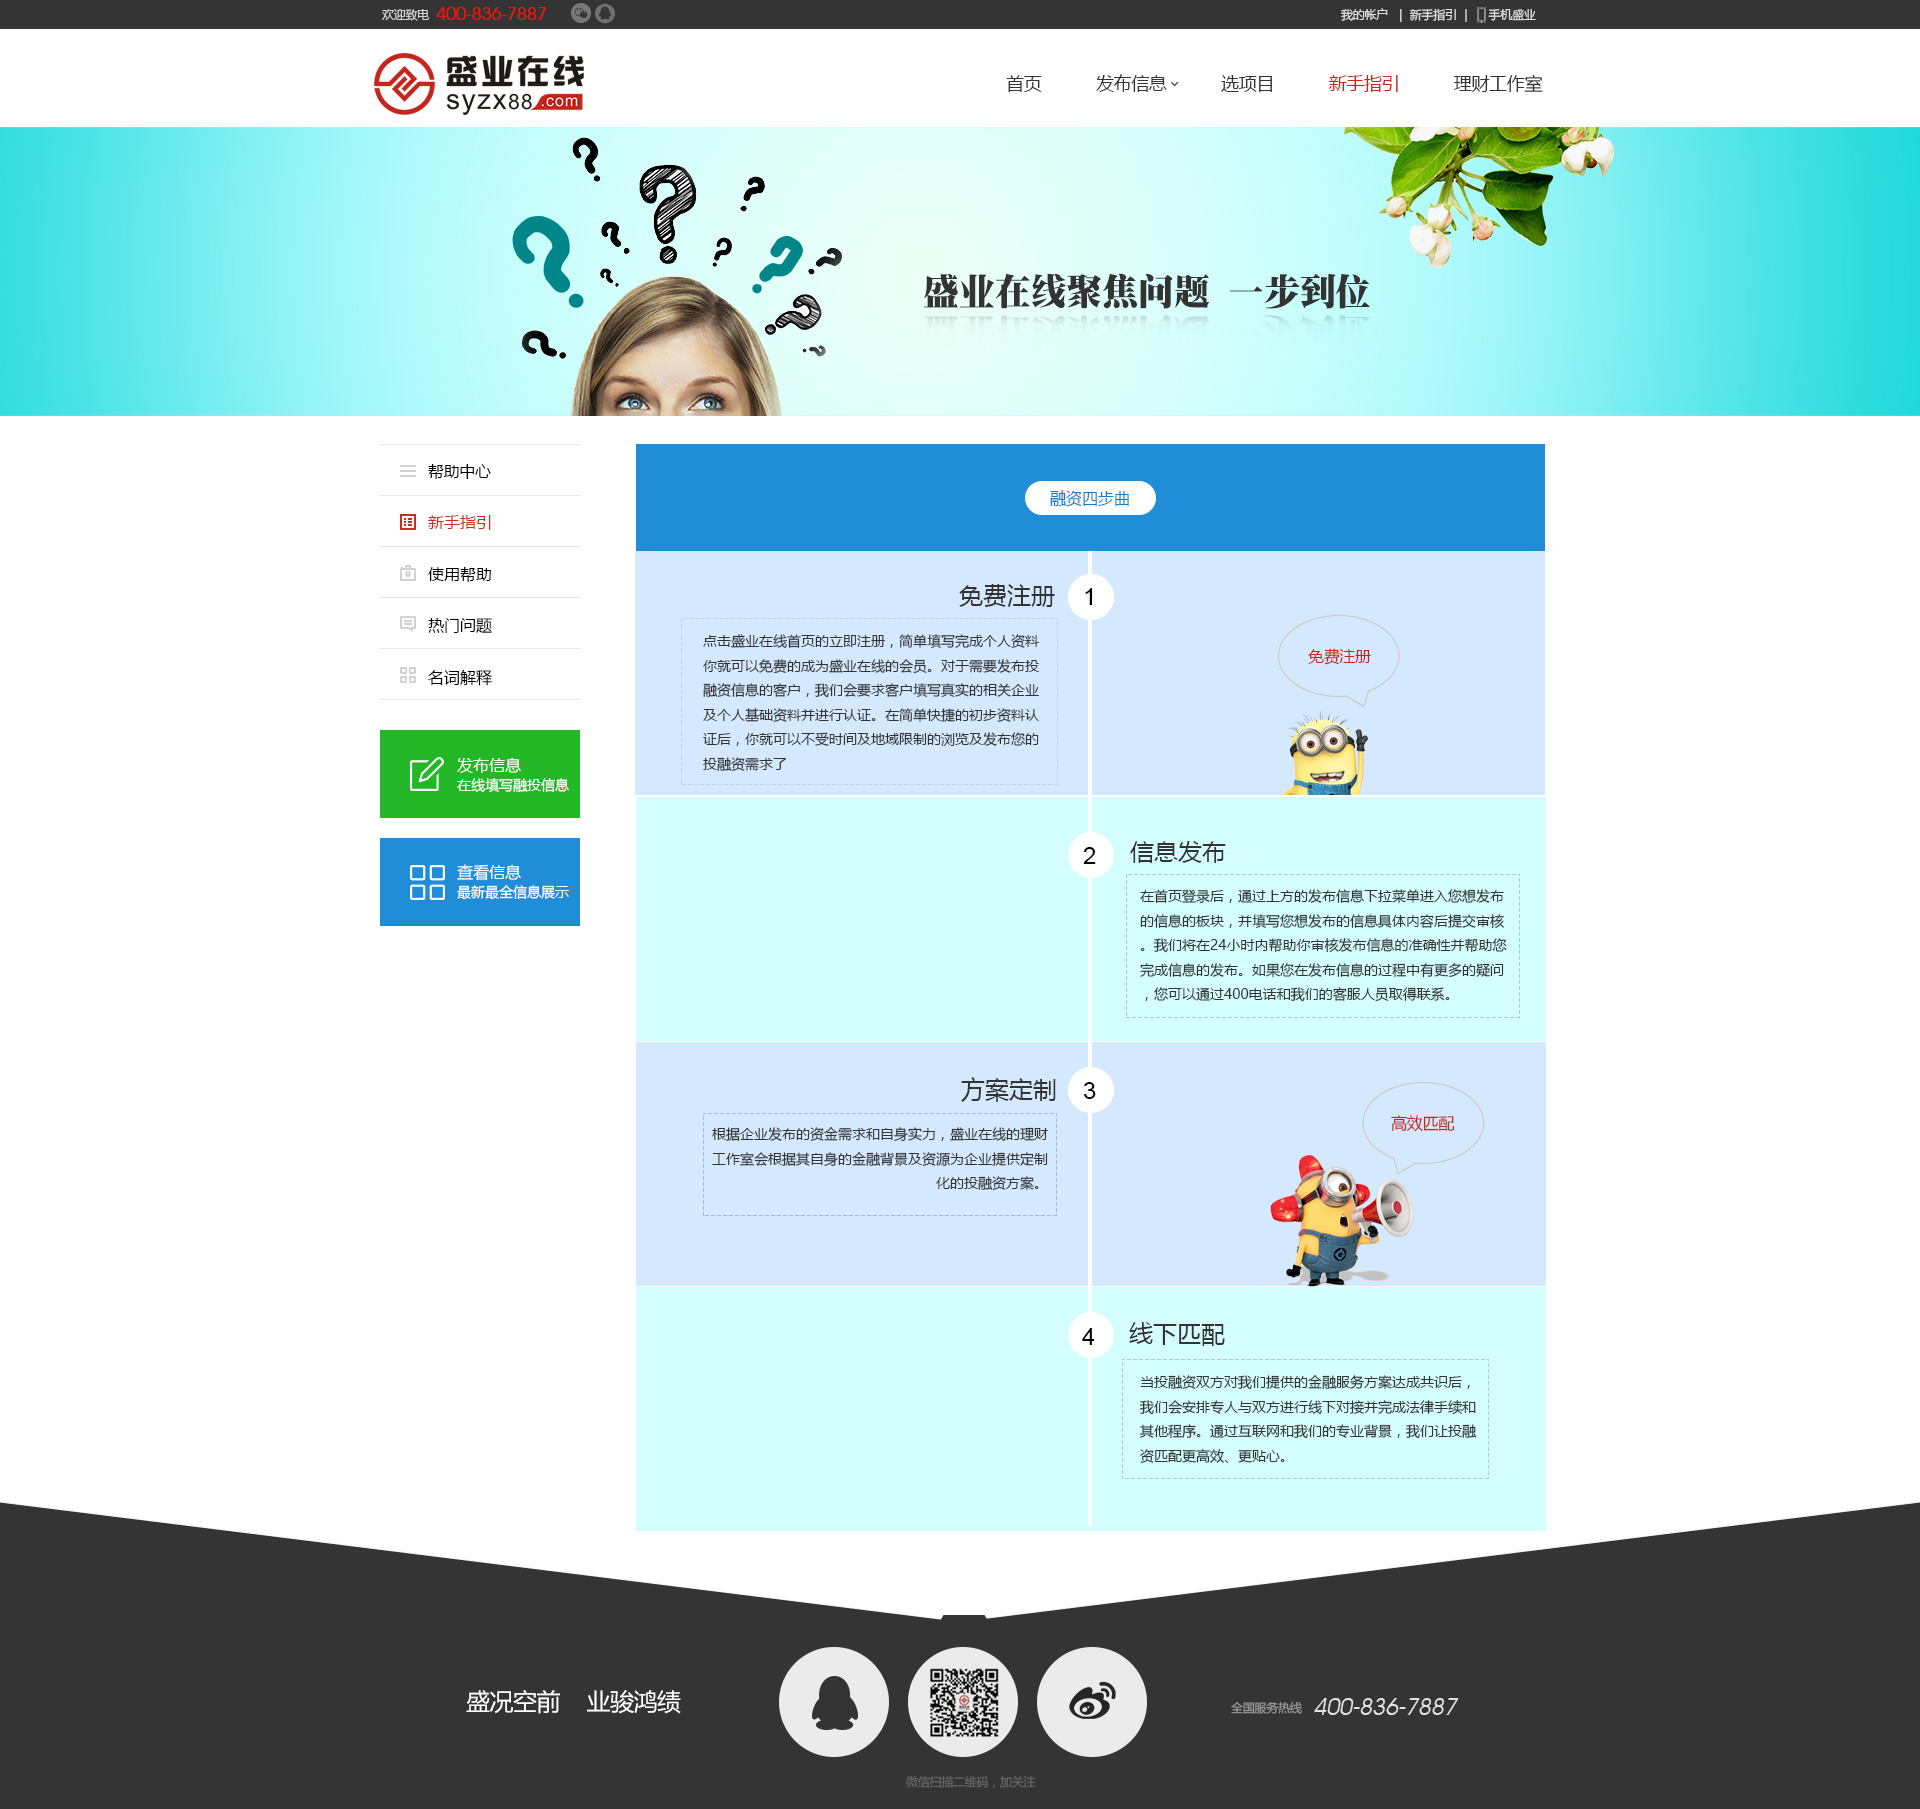 欢迎致电 400-836-7887
我的帐户 | 新手指引 | 手机盛业
盛业在线
syzx88.com
首页 发布信息 选项目 新手指引 理财工作室
盛业在线聚焦问题 一步到位
帮助中心
新手指引
使用帮助
热门问题
名词解释
发布信息
在线填写融投信息
查看信息
最新最全信息展示
融资四步曲
免费注册 1
点击盛业在线首页的立即注册，简单填写完成个人资料
你就可以免费的成为盛业在线的会员。对于需要发布投
融资信息的客户，我们会要求客户填写真实的相关企业
及个人基础资料并进行认证。在简单快捷的初步资料认
证后，你就可以不受时间及地域限制的浏览及发布您的
投融资需求了
免费注册
2 信息发布
在首页登录后，通过上方的发布信息下拉菜单进入您想发布
的信息的板块，并填写您想发布的信息具体内容后提交审核
。我们将在24小时内帮助你审核发布信息的准确性并帮助您
完成信息的发布。如果您在发布信息的过程中有更多的疑问
，您可以通过400电话和我们的客服人员取得联系。
方案定制 3
根据企业发布的资金需求和自身实力，盛业在线的理财
工作室会根据其自身的金融背景及资源为企业提供定制
化的投融资方案。
高效匹配
4 线下匹配
当投融资双方对我们提供的金融服务方案达成共识后，
我们会安排专人与双方进行线下对接并完成法律手续和
其他程序。通过互联网和我们的专业背景，我们让投融
资匹配更高效、更贴心。
盛况空前 业骏鸿绩
全国服务热线 400-836-7887
微信扫描二维码，加关注